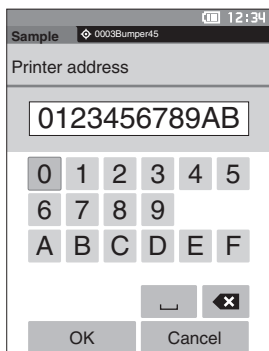 12:34
Sample 0003Bumper45
Printer address
0123456789AB
0 1 2 3 4 5
6 7 8 9
A B C D E F
OK Cancel